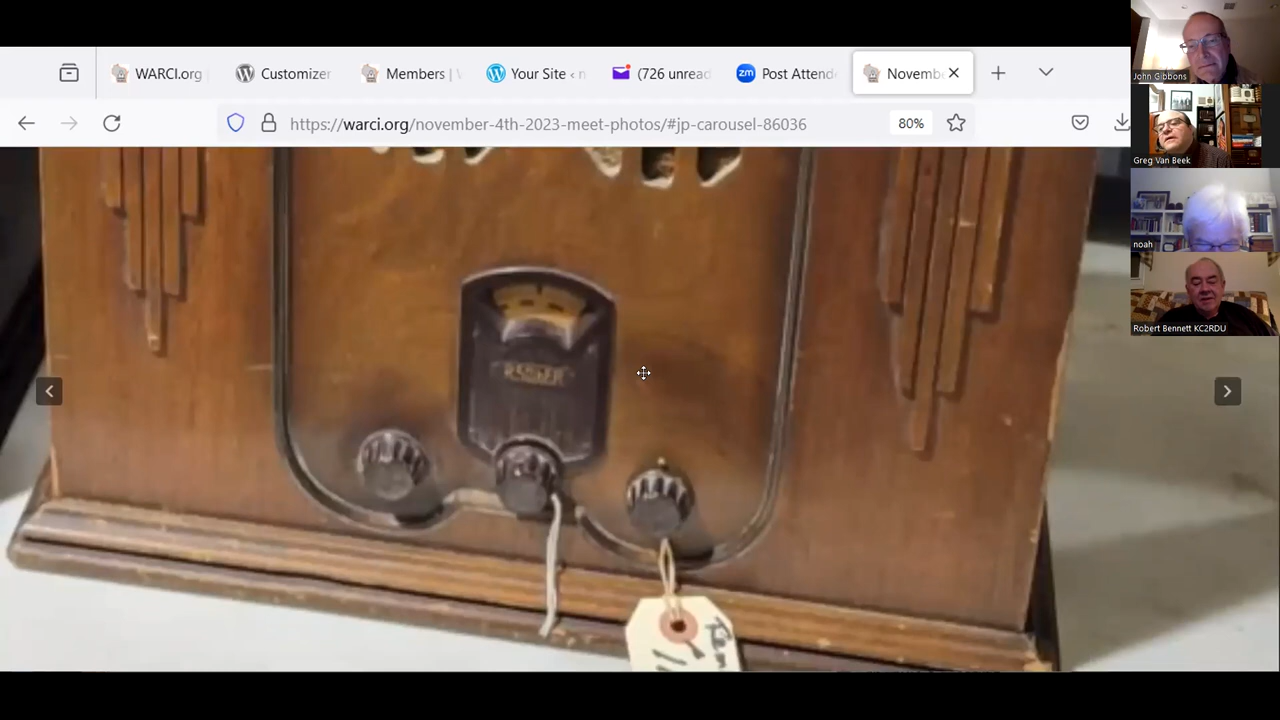 WARCI.org
Customizer
Members | W
Your Site ‹ n
(726 unrea
Post Attend
Novembe
https://warci.org/november-4th-2023-meet-photos/#jp-carousel-86036
80%
John Gibbons
Greg Van Beek
noah
Robert Bennett KC2RDU